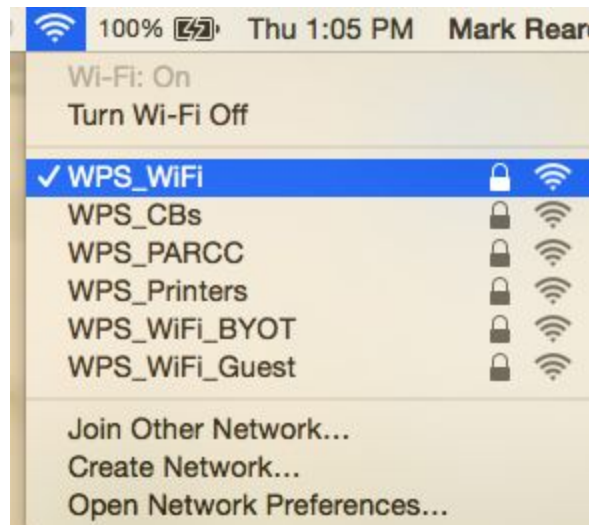 100% Thu 1:05 PM Mark
Wi-Fi: On
Turn Wi-Fi Off
WPS_WiFi
WPS_CBs
WPS_PARCC
WPS_Printers
WPS_WiFi_BYOT
WPS_WiFi_Guest
Join Other Network...
Create Network...
Open Network Preferences...